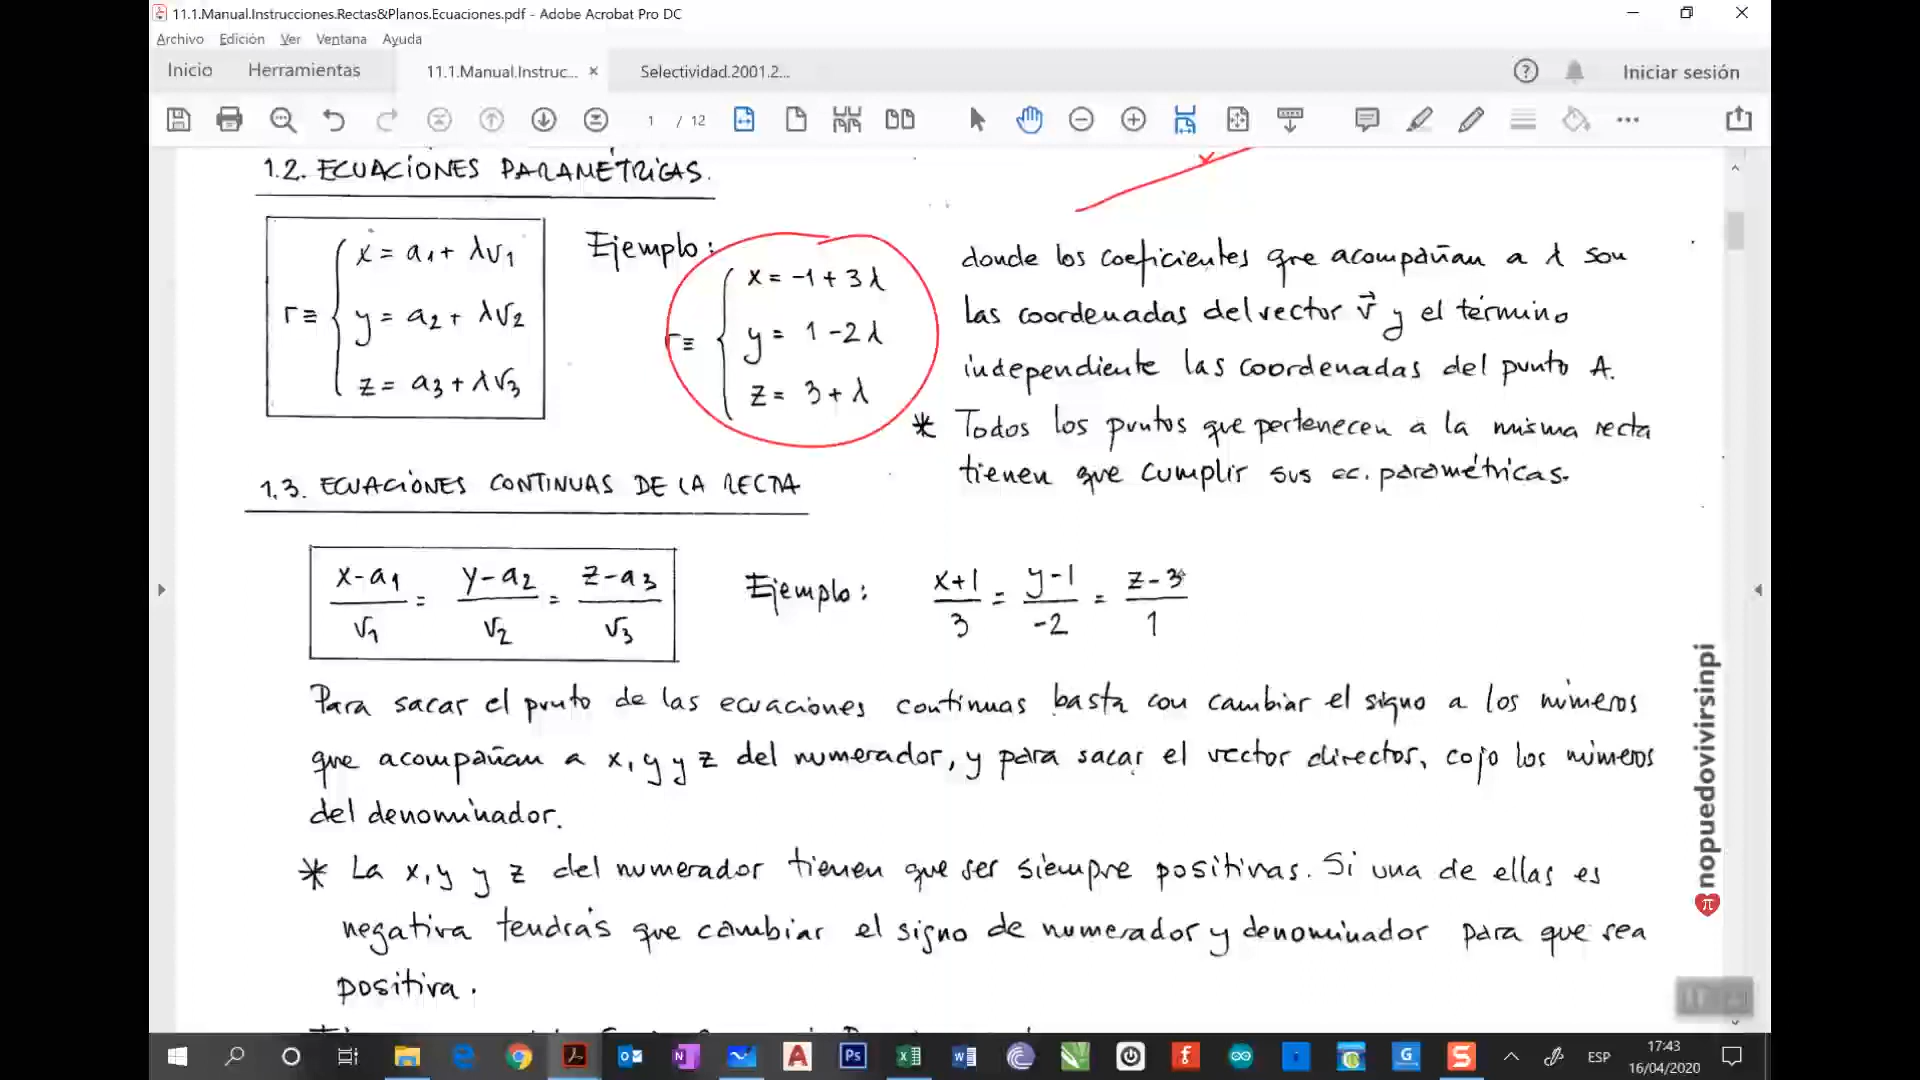 11.1.Manual.Instrucciones.Rectas&Planos.Ecuaciones.pdf - Adobe Acrobat Pro DC
Archivo Edición Ver Ventana Ayuda
Inicio Herramientas 11.1.Manual.Instruc... × Selectividad.2001.2... Iniciar sesión
1 / 12
1.2. ECUACIONES PARAMÉTRICAS.
r≡ { x = a1 + λv1
y = a2 + λv2
z = a3 + λv3
Ejemplo:
r≡ { x = -1 + 3λ
y = 1 - 2λ
z = 3 + λ
donde los coeficientes que acompañan a λ son
las coordenadas del vector v⃗ y el término
independiente las coordenadas del punto A.
* Todos los puntos que pertenecen a la misma recta
tienen que cumplir sus ec. paramétricas.
1.3. ECUACIONES CONTINUAS DE LA RECTA
(x-a1)/v1 = (y-a2)/v2 = (z-a3)/v3
Ejemplo: (x+1)/3 = (y-1)/-2 = (z-3)/1
Para sacar el punto de las ecuaciones continuas basta con cambiar el signo a los números
que acompañan a x, y y z del numerador, y para sacar el vector director, cojo los números
del denominador.
* La x, y y z del numerador tienen que ser siempre positivas. Si una de ellas es
negativa tendrás que cambiar el signo de numerador y denominador para que sea
positiva.
nopuedovivirsinpi
π
ESP
17:43
16/04/2020